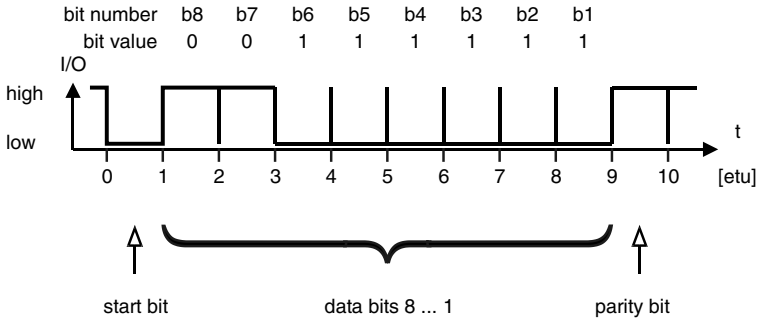 bit number b8 b7 b6 b5 b4 b3 b2 b1
bit value 0 0 1 1 1 1 1 1
I/O
high
low
t
0 1 2 3 4 5 6 7 8 9 10 [etu]
start bit data bits 8 ... 1 parity bit